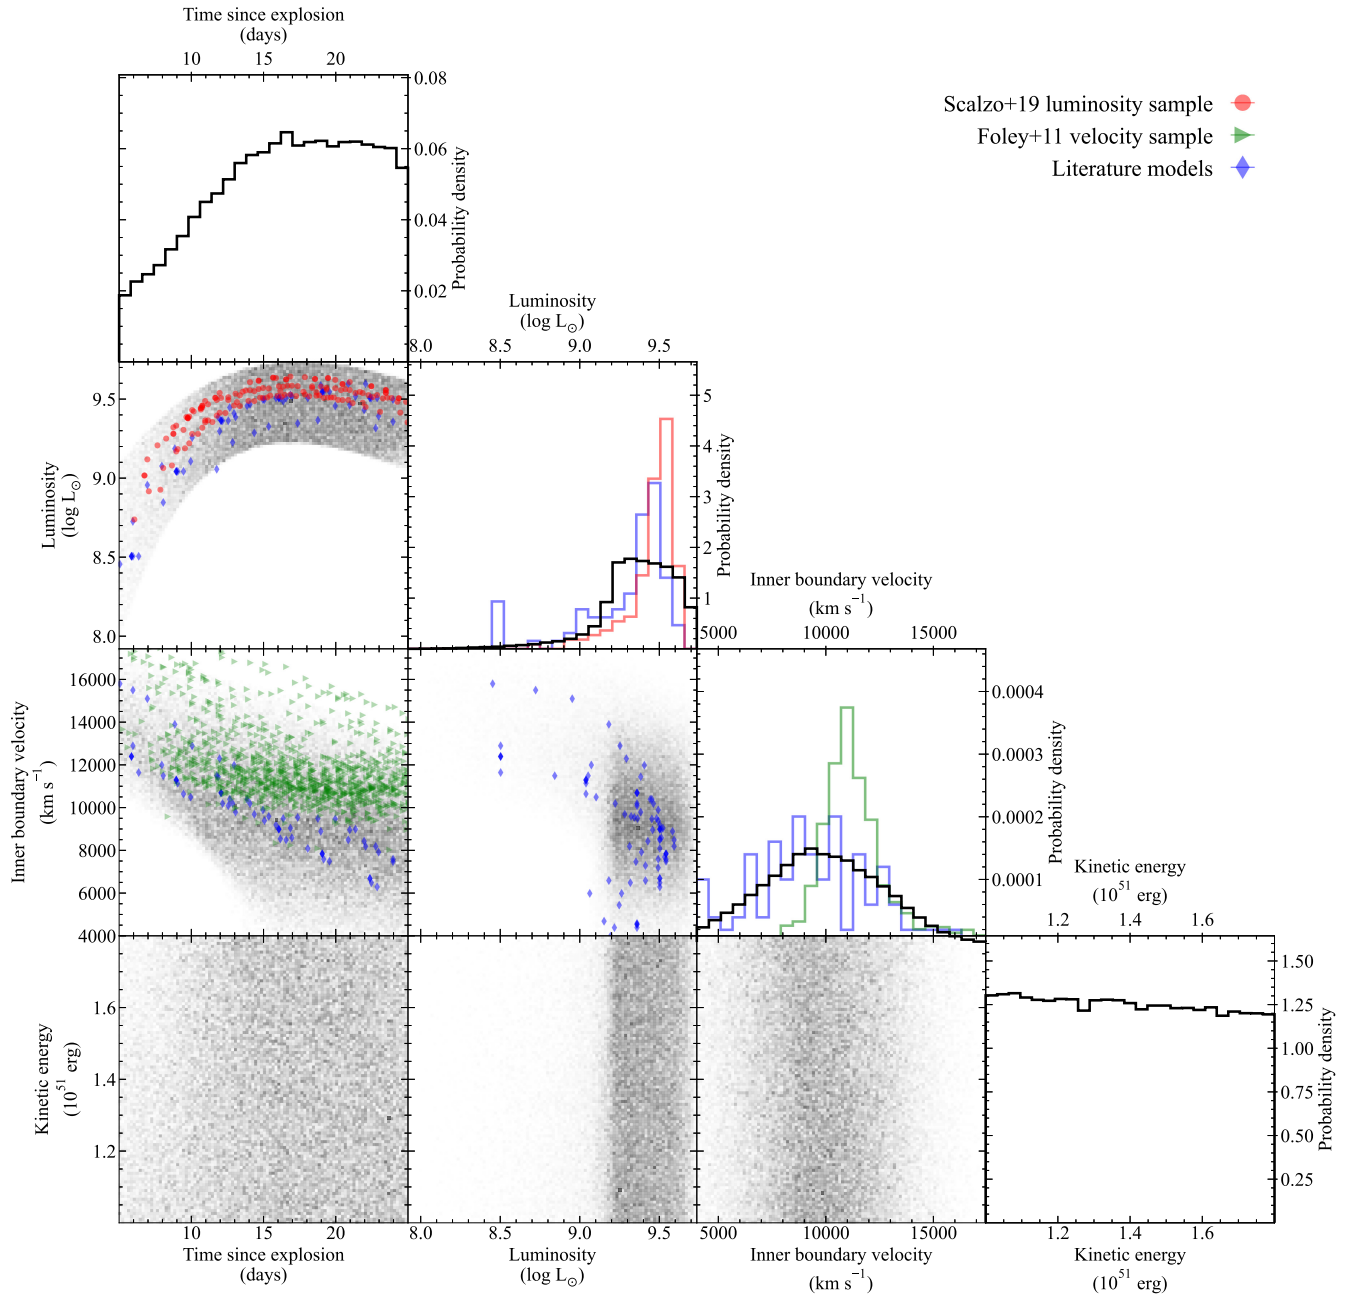 Time since explosion
(days)
10 15 20
0.08
0.06
0.04
0.02
Probability density
Scalzo+19 luminosity sample
Foley+11 velocity sample
Literature models
Luminosity
(log L☉)
8.0 8.5 9.0 9.5
9.5
9.0
8.5
8.0
Luminosity
(log L☉)
5
4
3
2
1
Probability density
Inner boundary velocity
(km s⁻¹)
5000 10000 15000
16000
14000
12000
10000
8000
6000
4000
Inner boundary velocity
(km s⁻¹)
0.0004
0.0003
0.0002
0.0001
Probability density
Kinetic energy
(10⁵¹ erg)
1.2 1.4 1.6
1.6
1.4
1.2
Kinetic energy
(10⁵¹ erg)
1.50
1.25
1.00
0.75
0.50
0.25
Probability density
10 15 20
Time since explosion
(days)
8.0 8.5 9.0 9.5
Luminosity
(log L☉)
5000 10000 15000
Inner boundary velocity
(km s⁻¹)
1.2 1.4 1.6
Kinetic energy
(10⁵¹ erg)